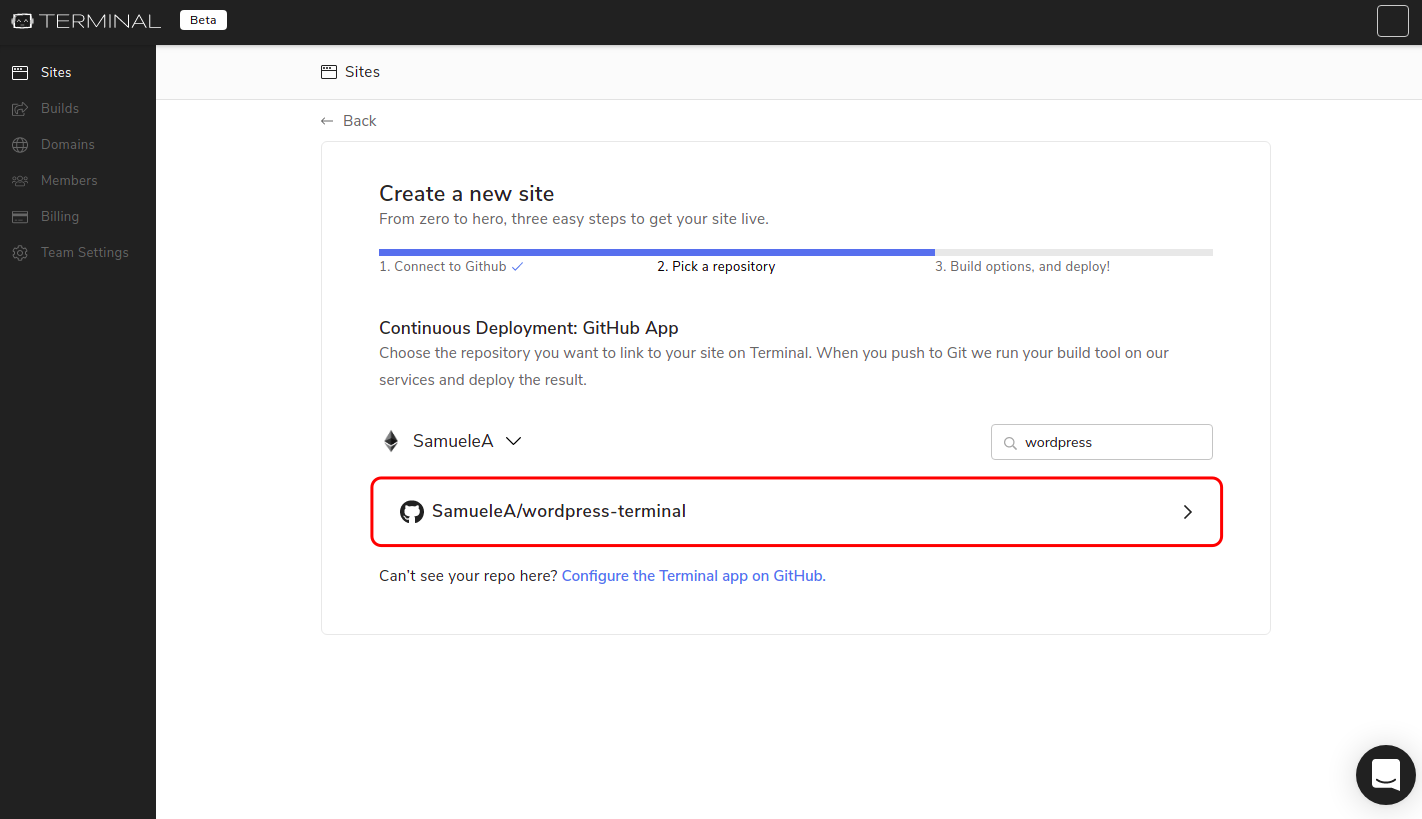 TERMINAL
Beta
Sites
Builds
Domains
Members
Billing
Team Settings
Sites
← Back
Create a new site
From zero to hero, three easy steps to get your site live.
1. Connect to Github ✓
2. Pick a repository
3. Build options, and deploy!
Continuous Deployment: GitHub App
Choose the repository you want to link to your site on Terminal. When you push to Git we run your build tool on our
services and deploy the result.
SamueleA
wordpress
SamueleA/wordpress-terminal
Can't see your repo here? Configure the Terminal app on GitHub.